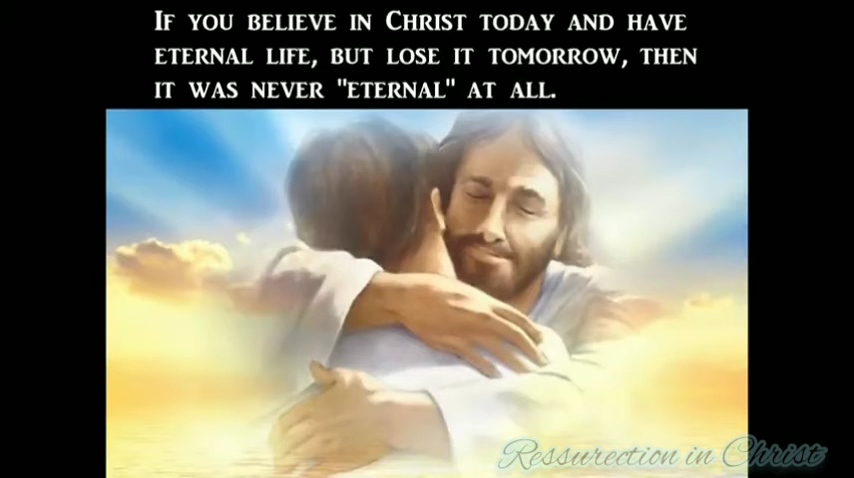 If you believe in Christ today and have
eternal life, but lose it tomorrow, then
it was never "eternal" at all.
Ressurection in Christ